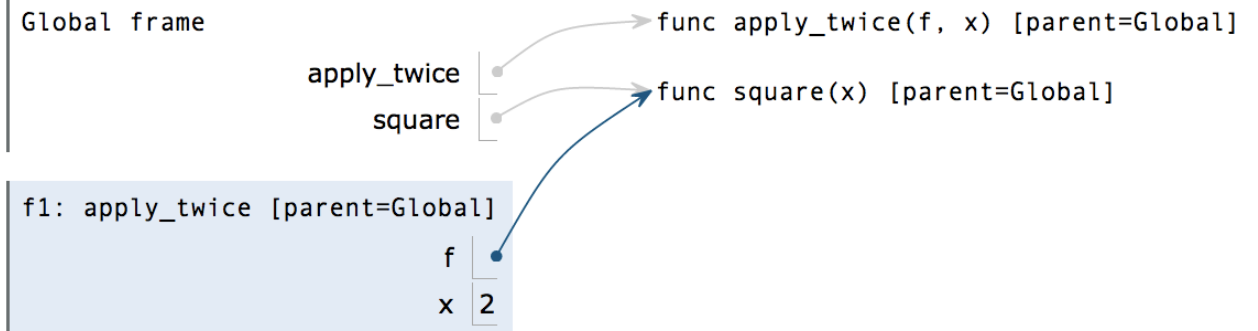 Global frame
func apply_twice(f, x) [parent=Global]
apply_twice
func square(x) [parent=Global]
square
f1: apply_twice [parent=Global]
f
x 2